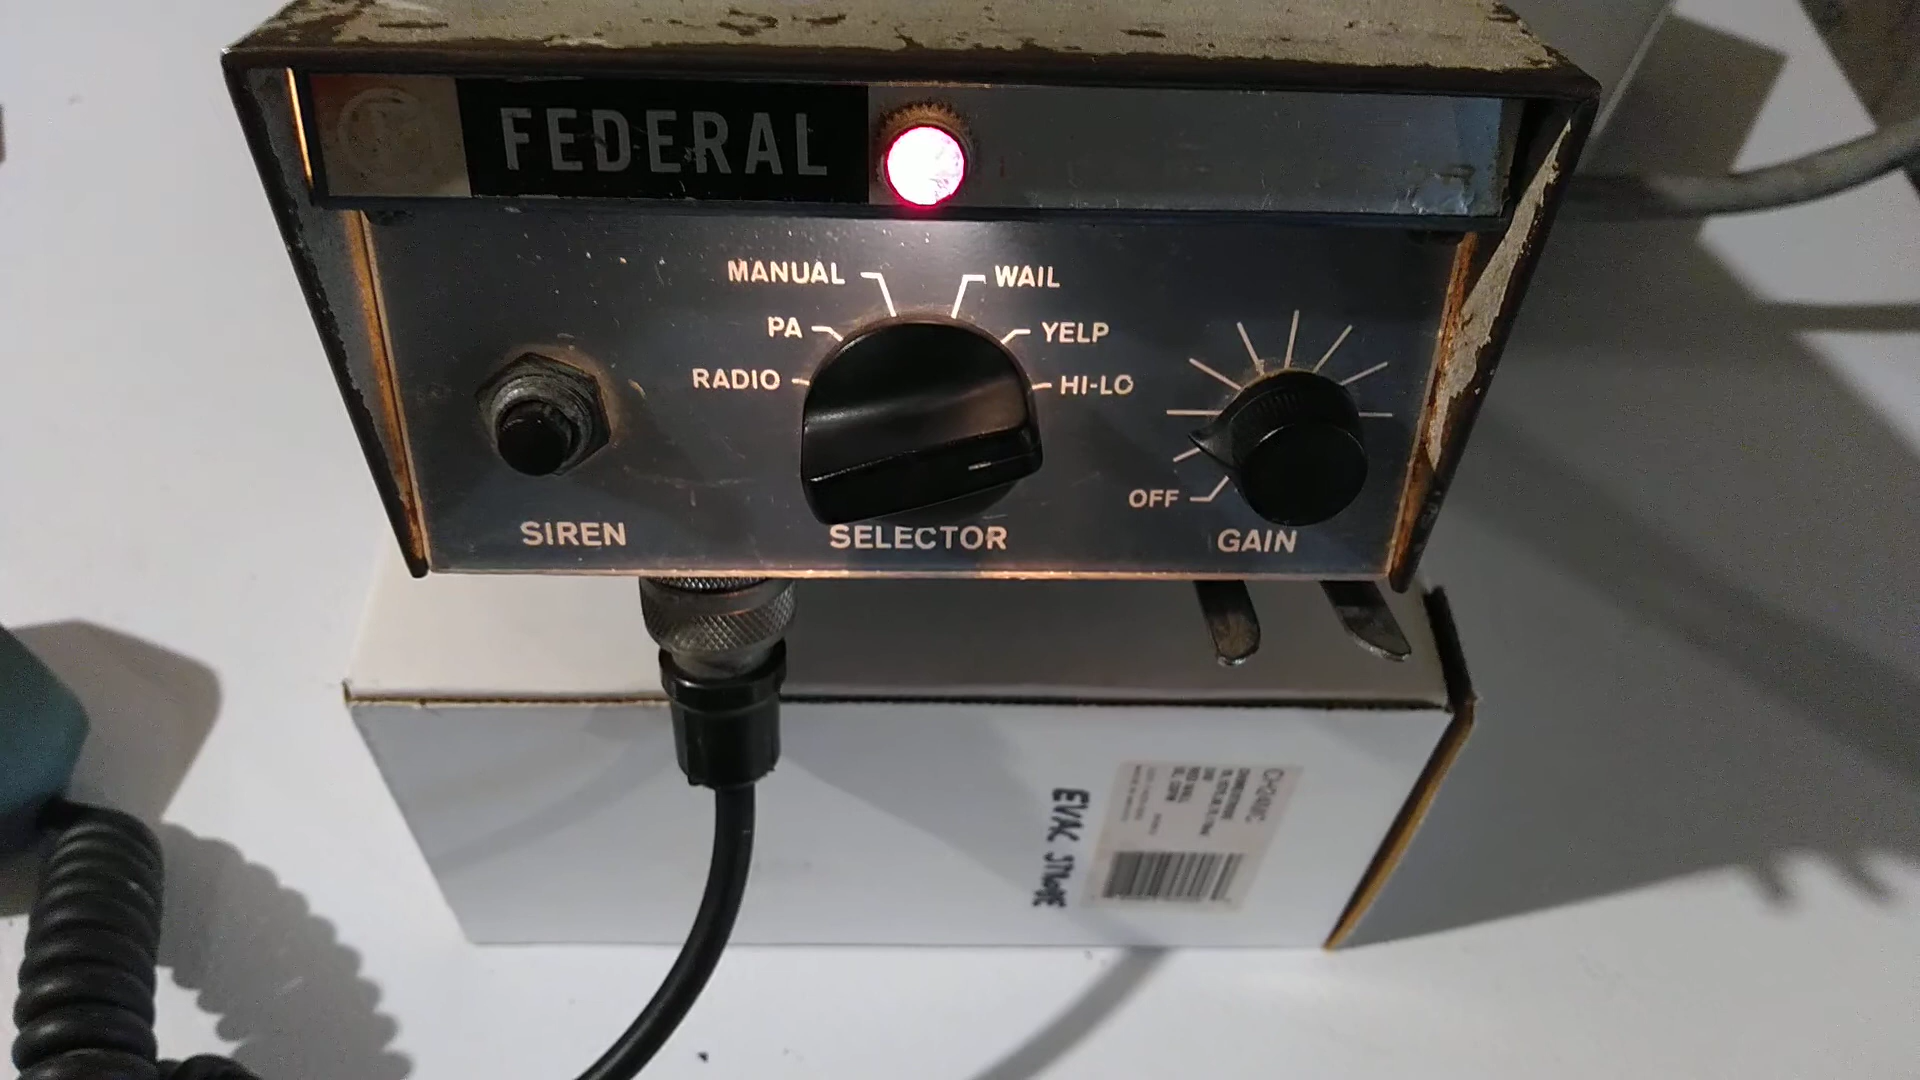 FEDERAL
MANUAL
WAIL
PA
YELP
RADIO
HI-LO
OFF
SIREN
SELECTOR
GAIN
EVAC STROBE